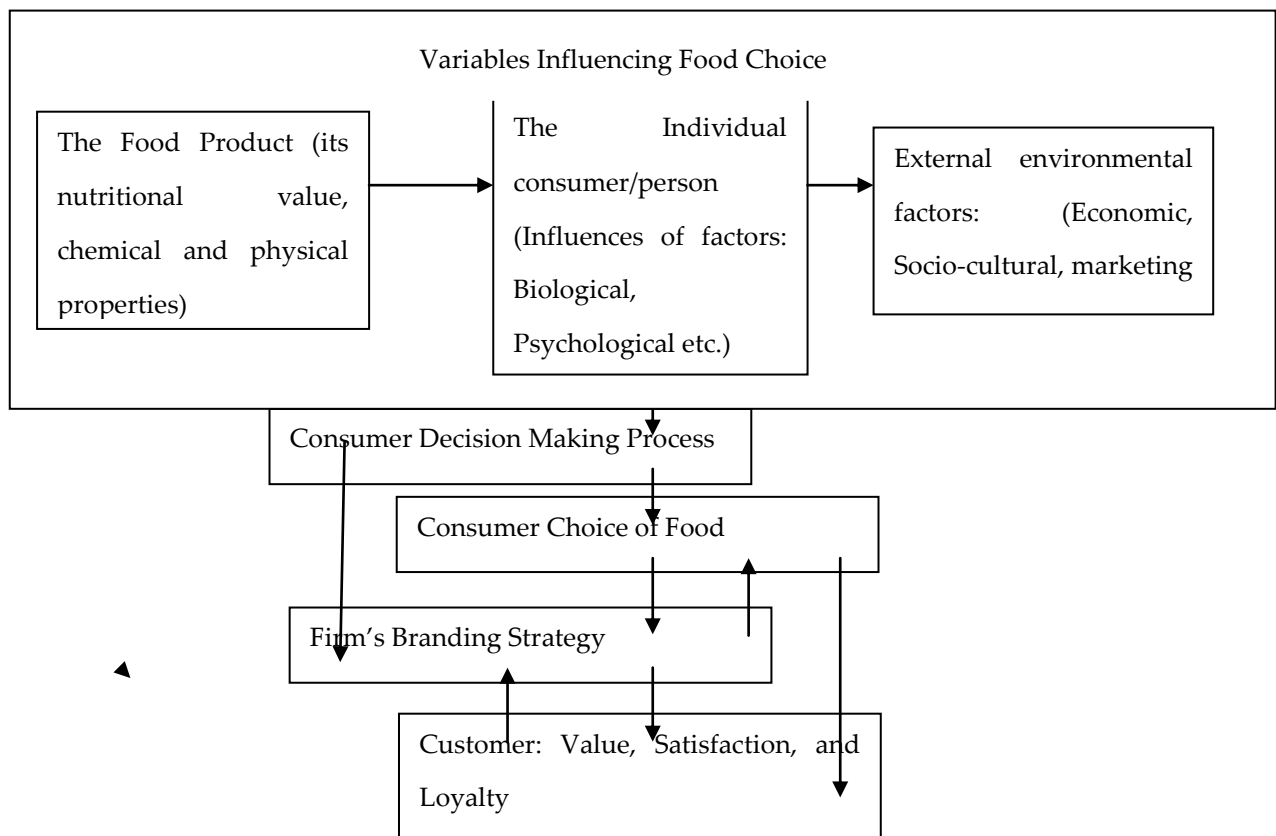 Variables Influencing Food Choice
The Food Product (its
nutritional value,
chemical and physical
properties)
The Individual
consumer/person
(Influences of factors:
Biological,
Psychological etc.)
External environmental
factors: (Economic,
Socio-cultural, marketing
Consumer Decision Making Process
Consumer Choice of Food
Firm’s Branding Strategy
Customer: Value, Satisfaction, and
Loyalty